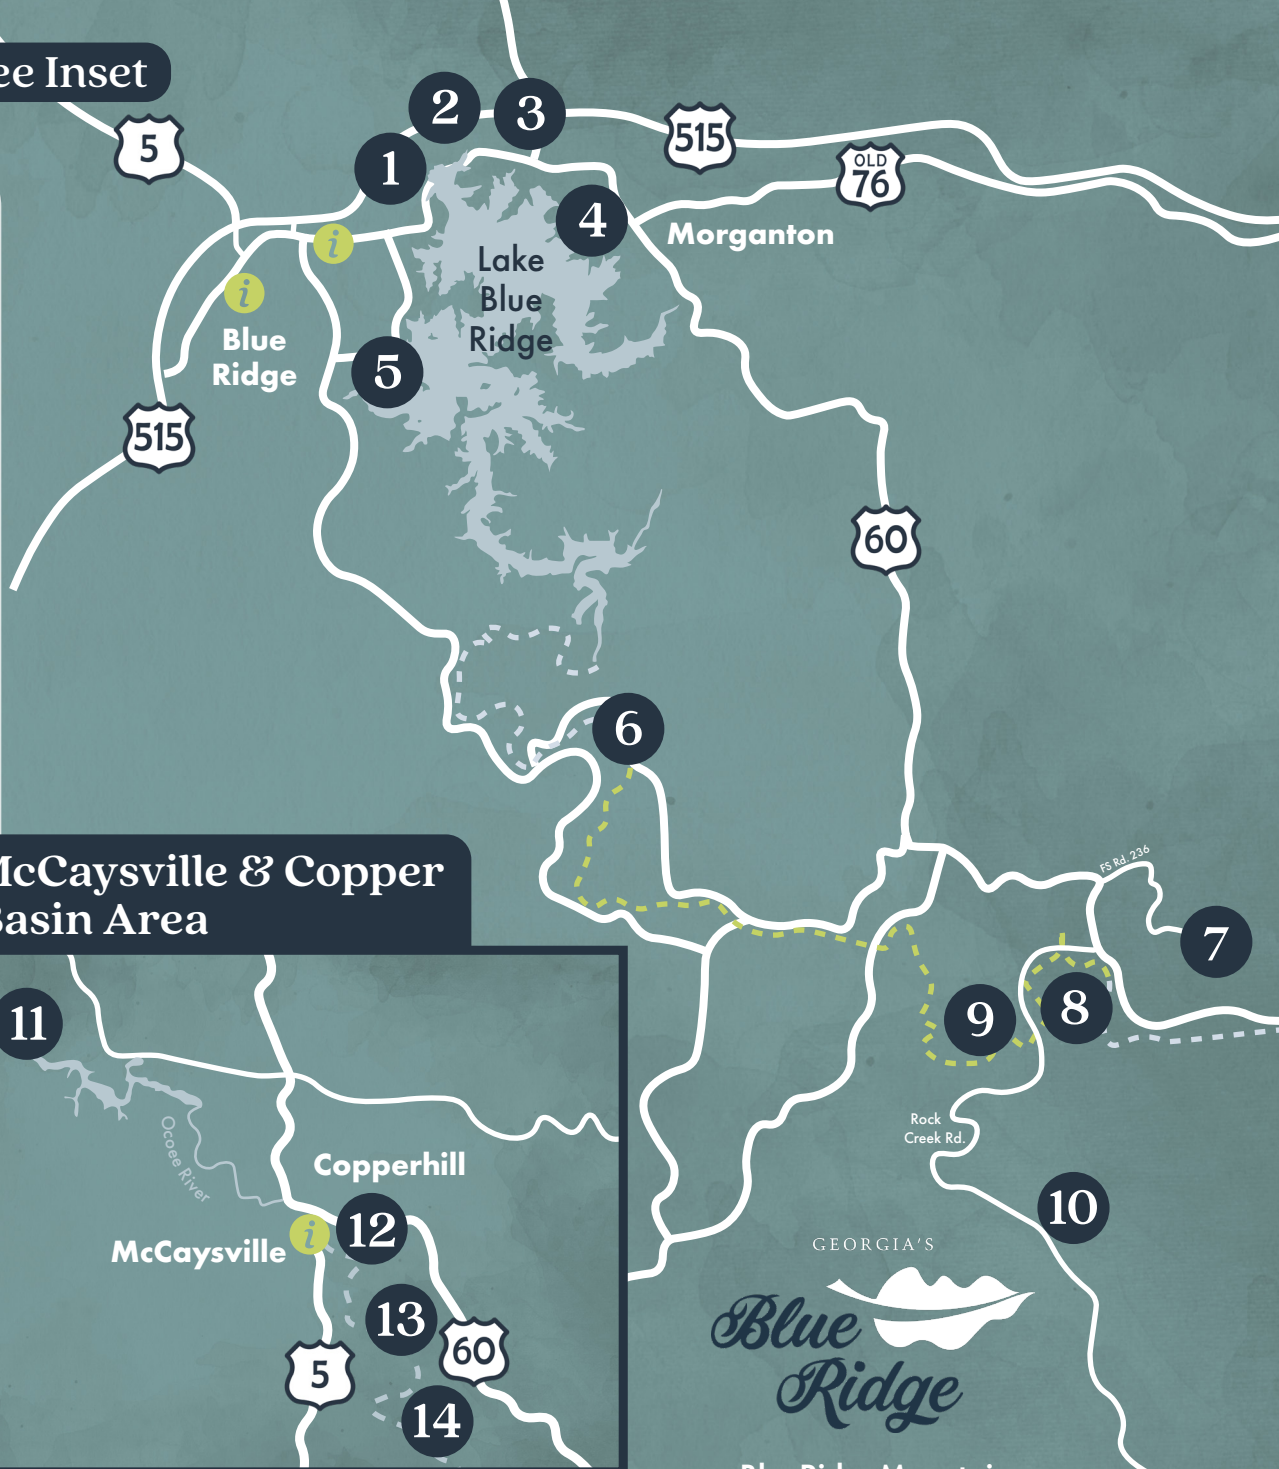 ee Inset
5
2
3
1
515
OLD
76
4
Morganton
Lake
Blue
Ridge
i
i
Blue
Ridge
5
515
60
6
McCaysville & Copper
Basin Area
FS Rd. 236
7
8
9
11
Ocoee River
Rock
Creek Rd.
Copperhill
10
12
i
McCaysville
GEORGIA'S
Blue
Ridge
13
60
5
14